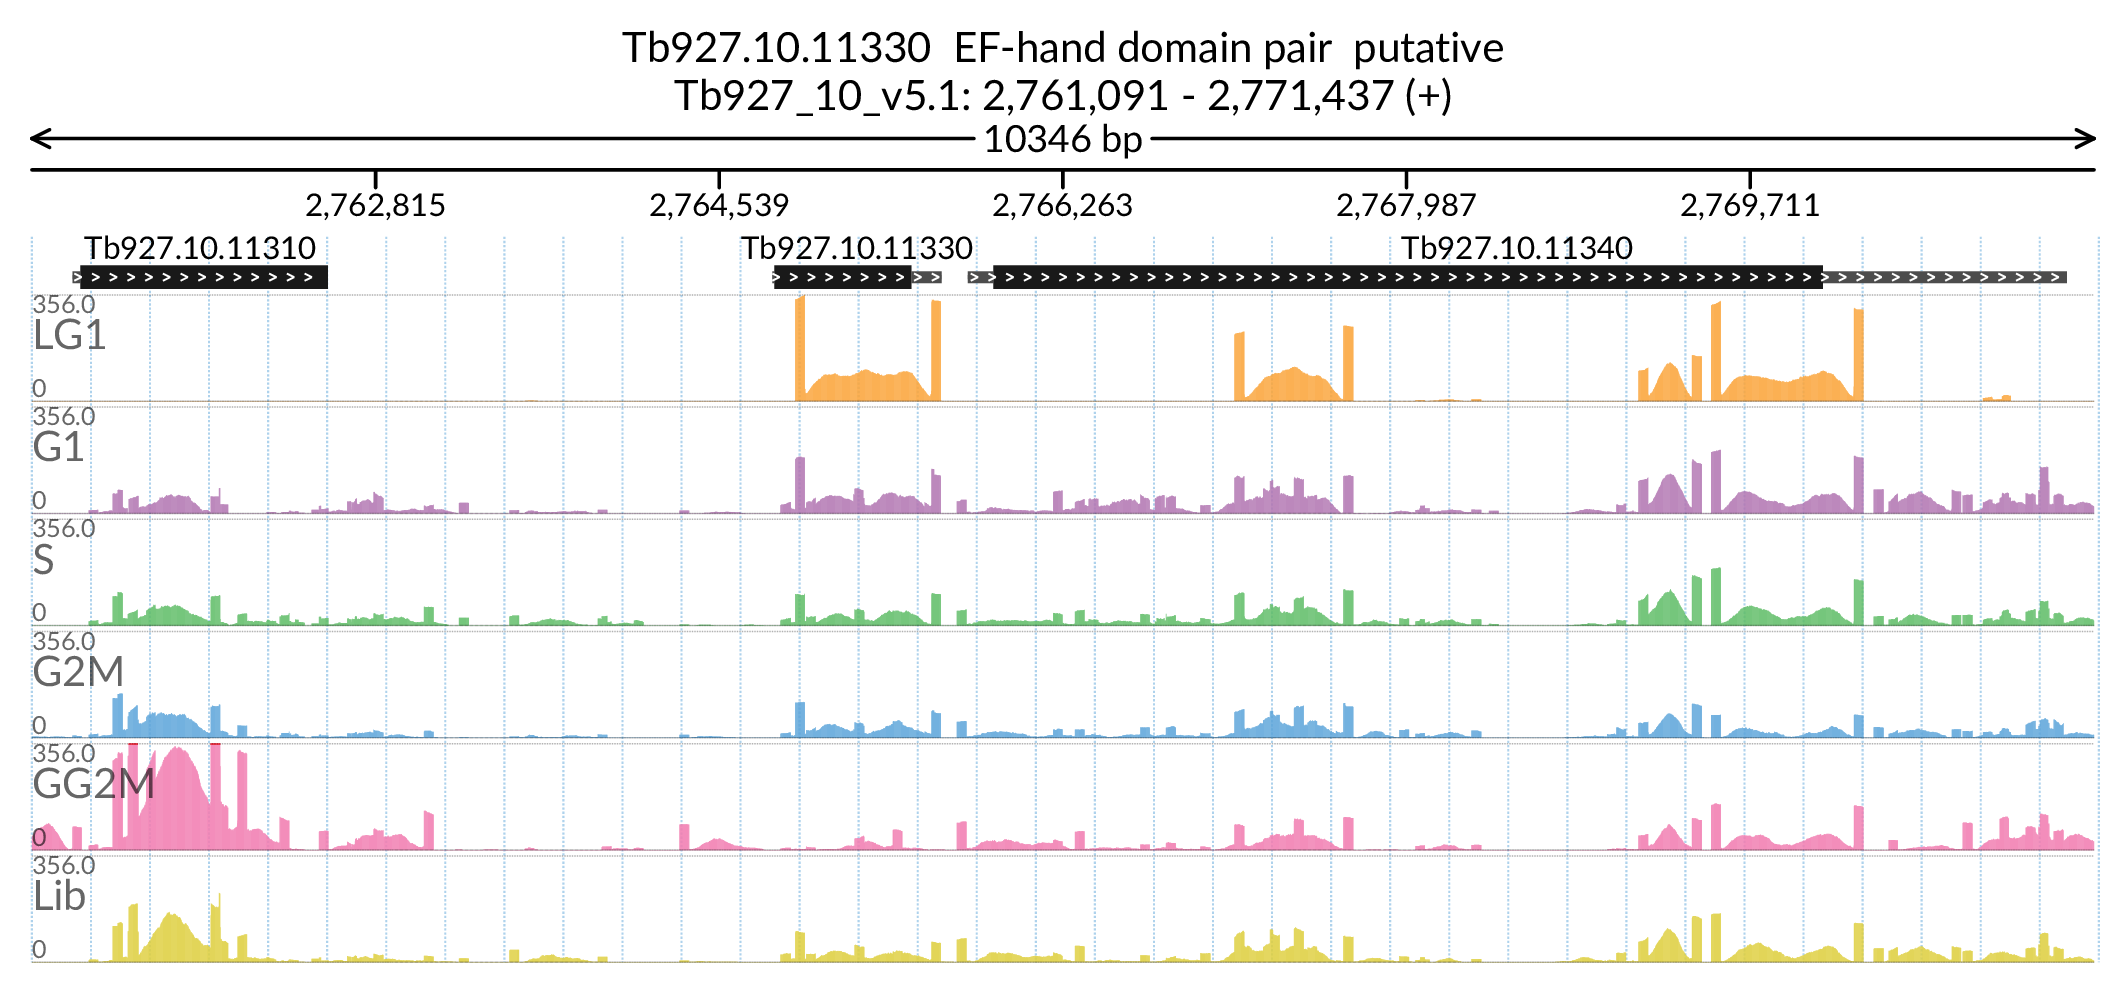 Tb927.10.11330  EF-hand domain pair  putative
Tb927_10_v5.1: 2,761,091 - 2,771,437 (+)
10346 bp
2,762,815 2,764,539 2,766,263 2,767,987 2,769,711
Tb927.10.11310 Tb927.10.11330 Tb927.10.11340
356.0
LG1
0
356.0
G1
0
356.0
S
0
356.0
G2M
0
356.0
GG2M
0
356.0
Lib
0